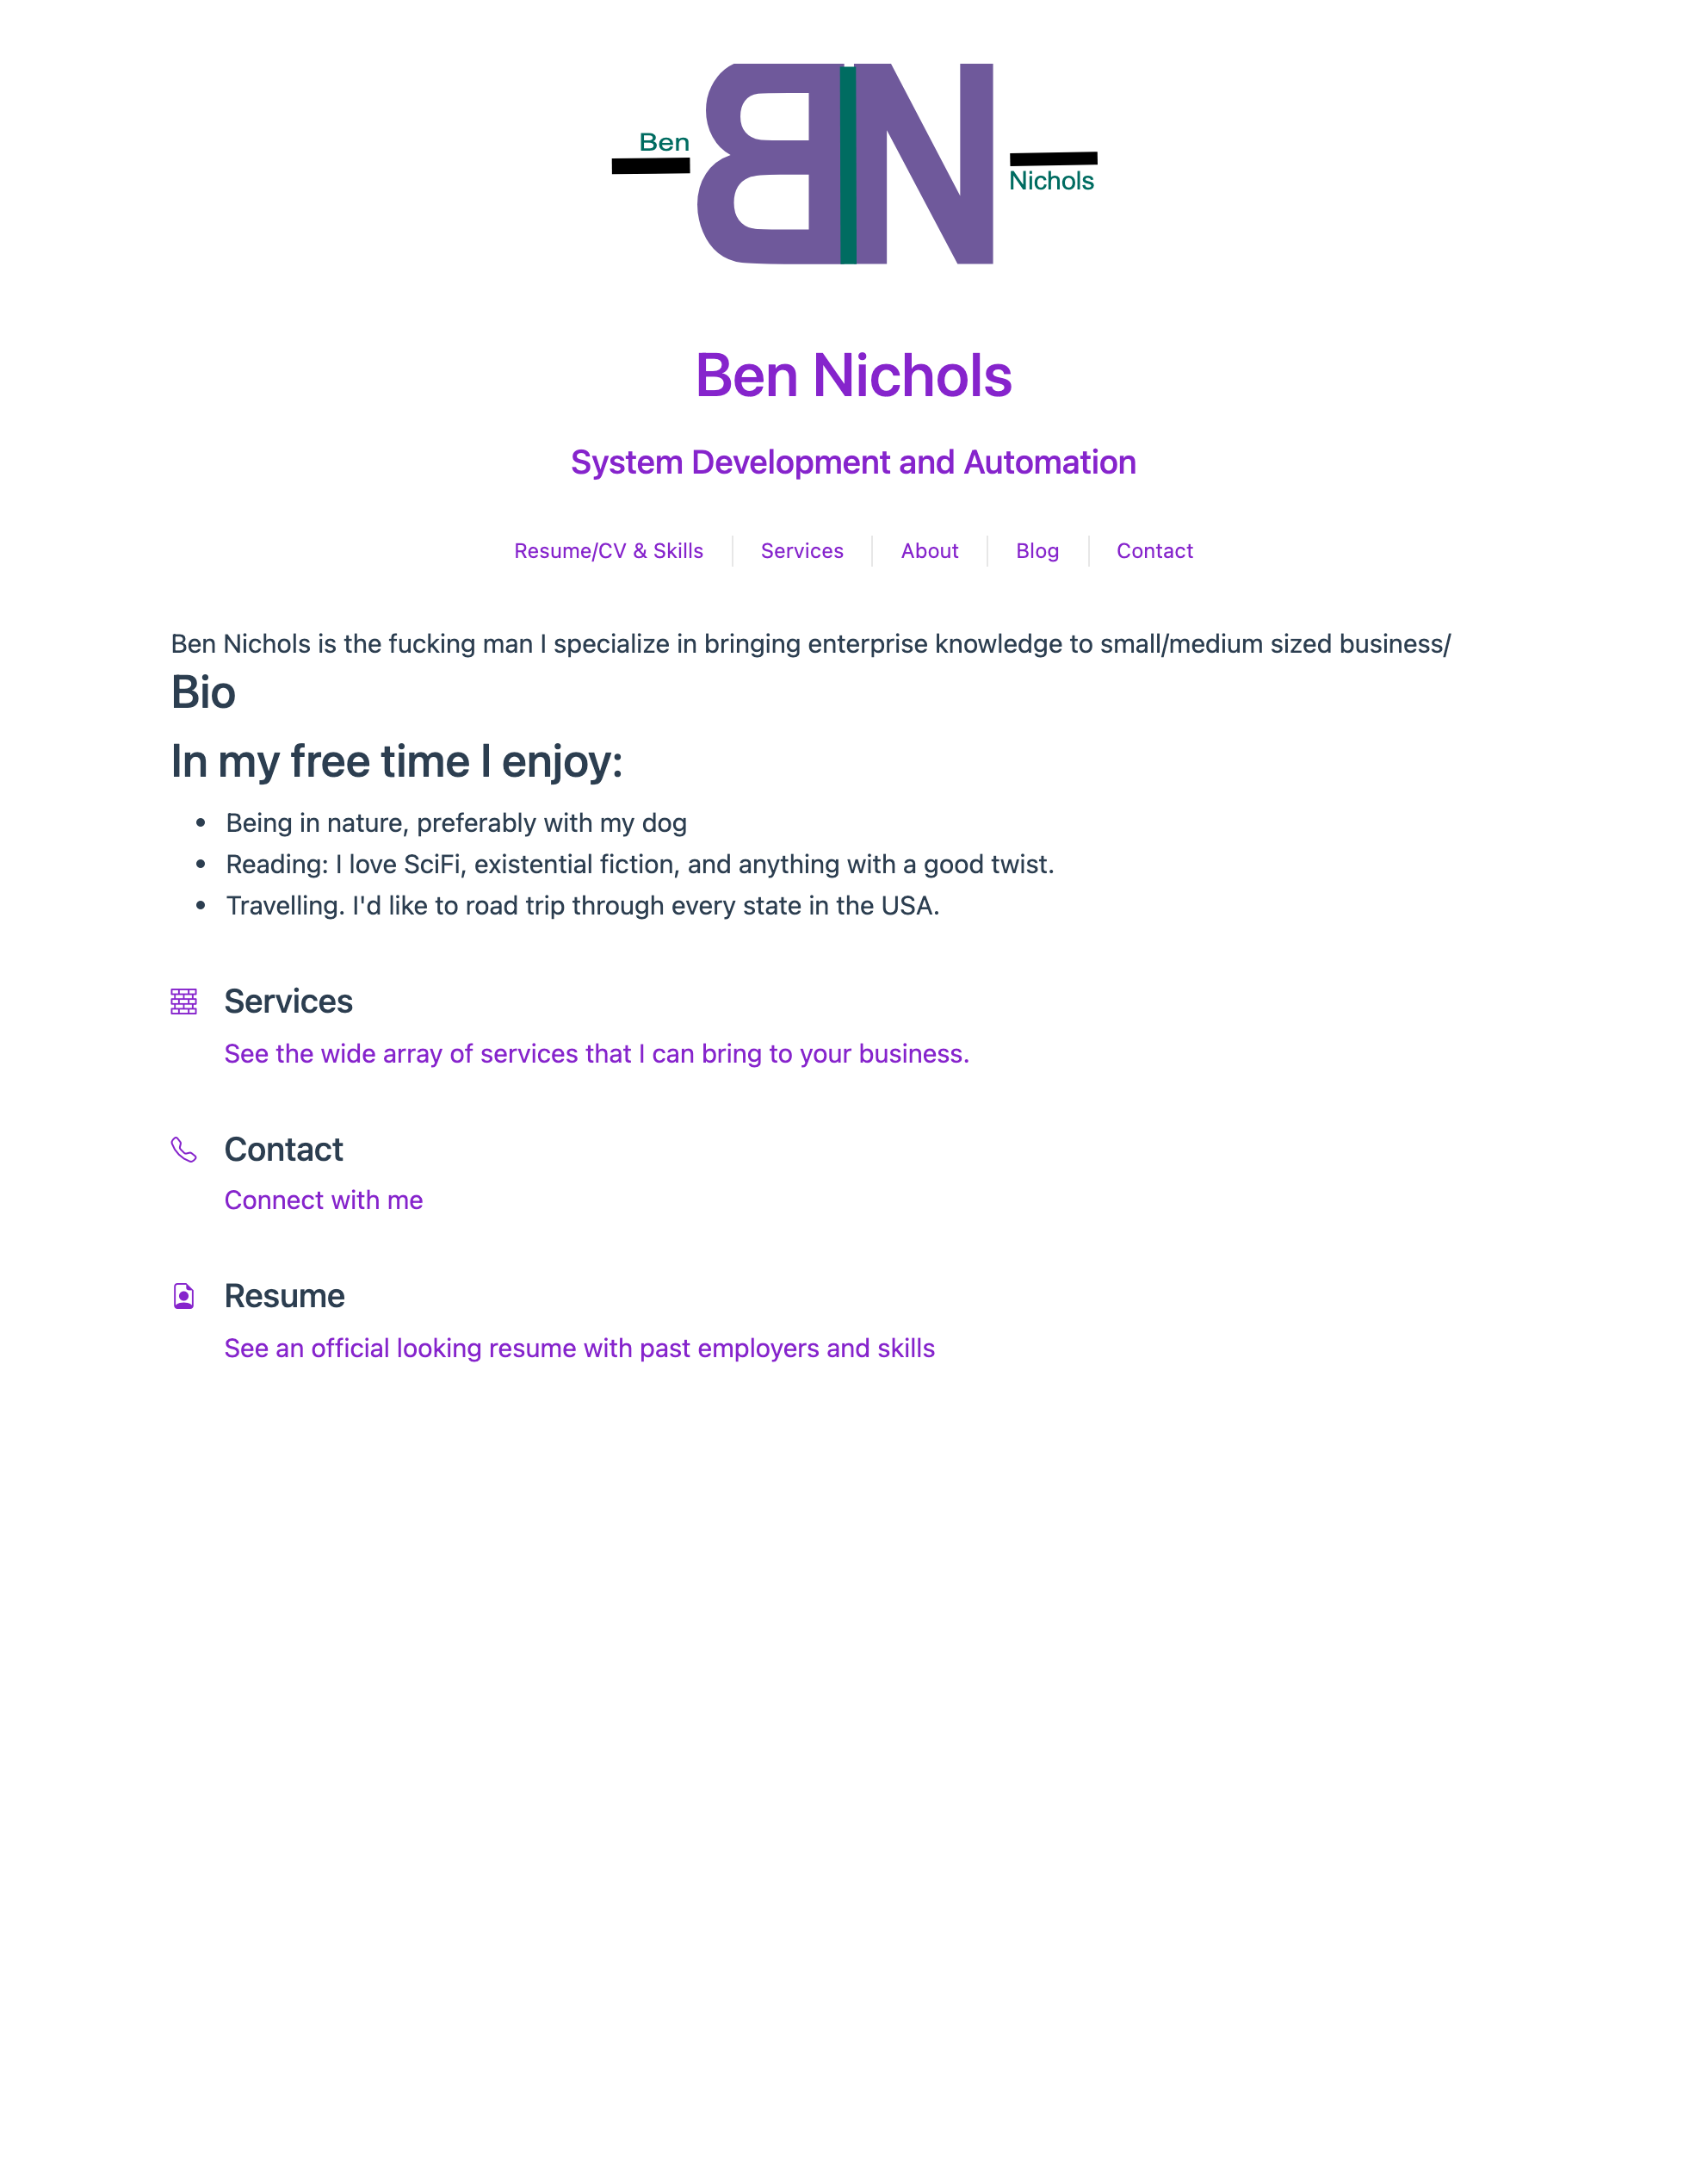 Ben
BN
Nichols
Ben Nichols
System Development and Automation
Resume/CV & Skills
Services
About
Blog
Contact
Ben Nichols is the fucking man I specialize in bringing enterprise knowledge to small/medium sized business/
Bio
In my free time I enjoy:
Being in nature, preferably with my dog
Reading: I love SciFi, existential fiction, and anything with a good twist.
Travelling. I'd like to road trip through every state in the USA.
Services
See the wide array of services that I can bring to your business.
Contact
Connect with me
Resume
See an official looking resume with past employers and skills